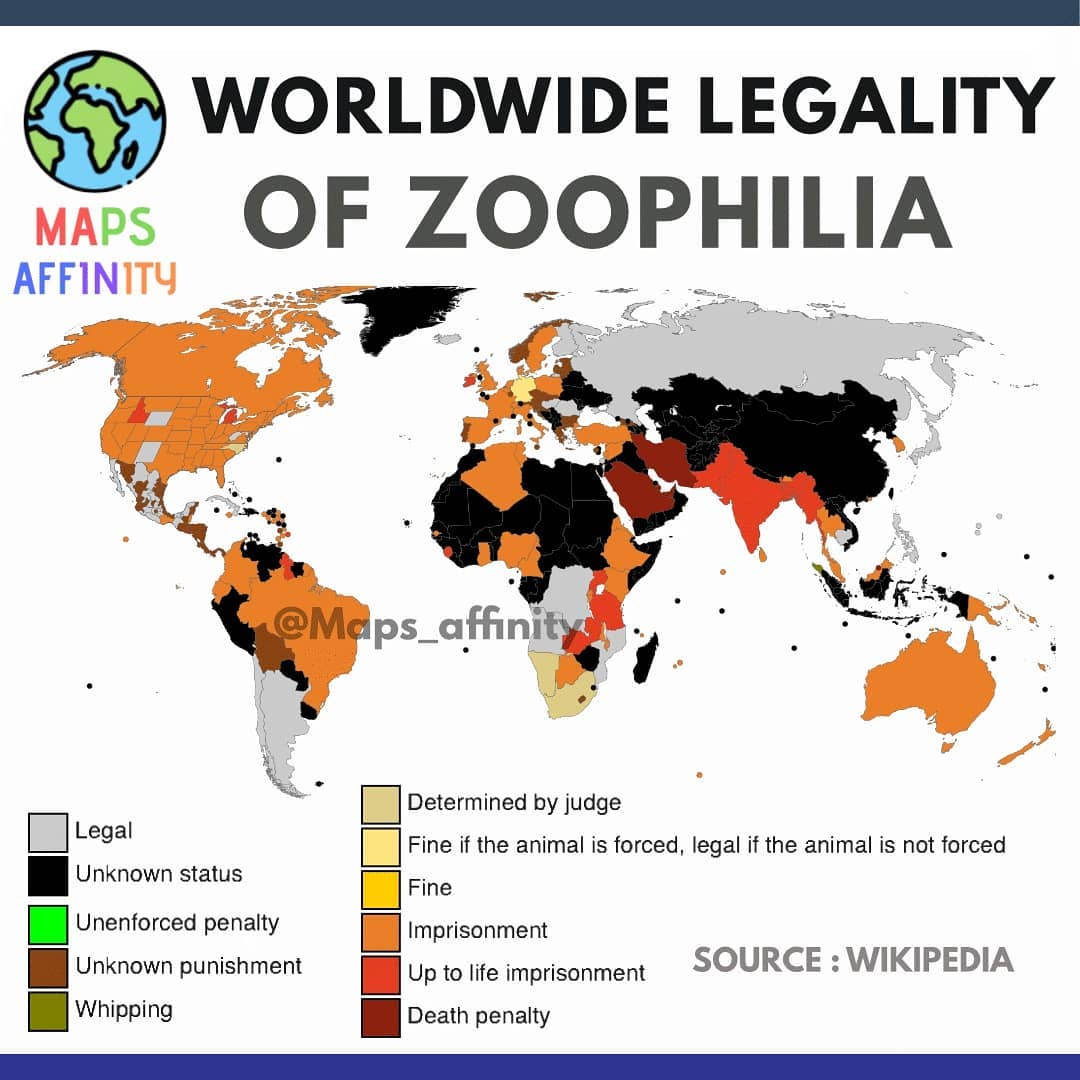 WORLDWIDE LEGALITY
OF ZOOPHILIA
MAPS
AFFINITY
@Maps_affinity
Legal
Unknown status
Unenforced penalty
Unknown punishment
Whipping
Determined by judge
Fine if the animal is forced, legal if the animal is not forced
Fine
Imprisonment
Up to life imprisonment
Death penalty
SOURCE : WIKIPEDIA